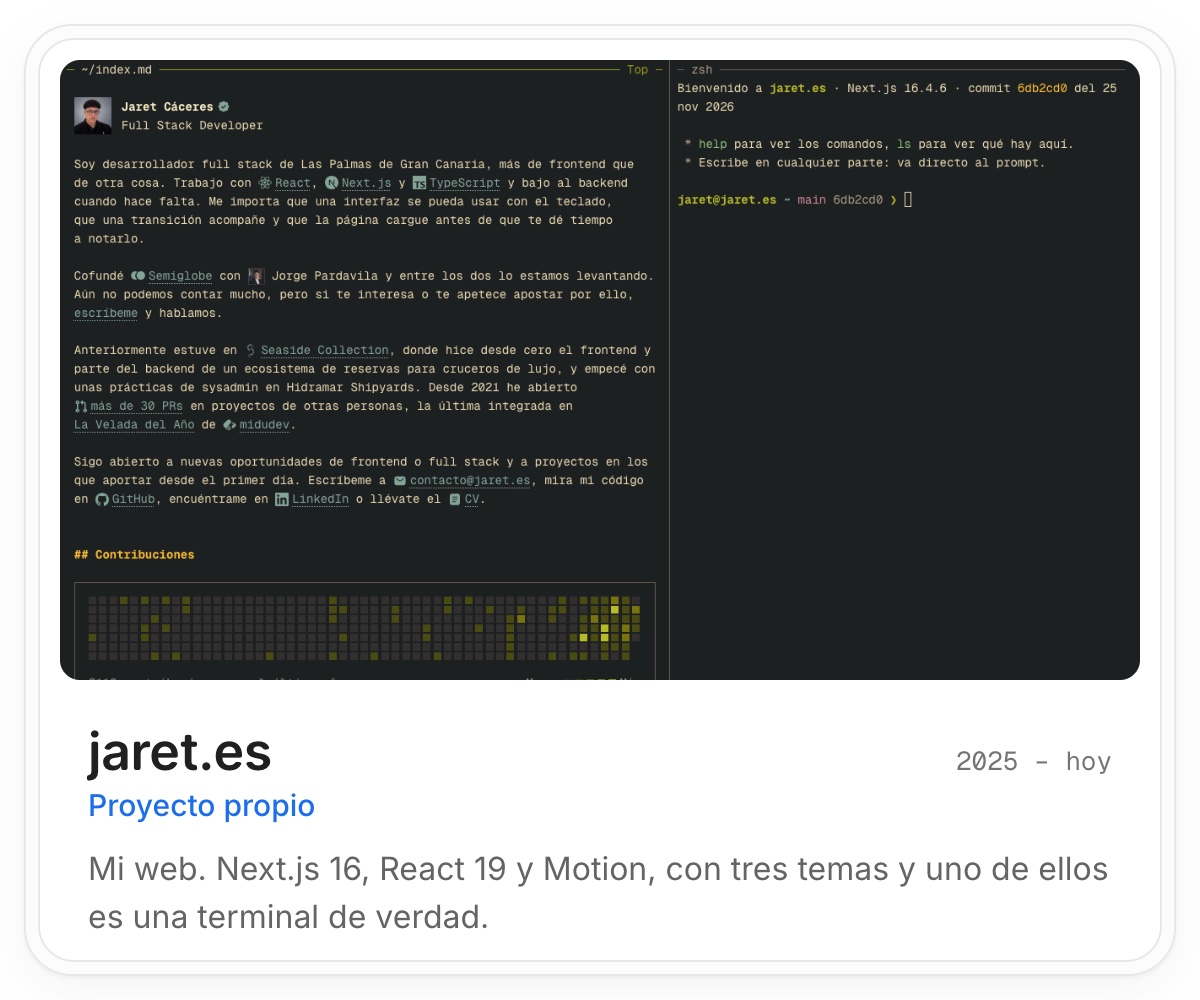 ~/index.md
Top
Jaret Cáceres
Full Stack Developer
Soy desarrollador full stack de Las Palmas de Gran Canaria, más de frontend que
de otra cosa. Trabajo con React, Next.js y TypeScript y bajo al backend
cuando hace falta. Me importa que una interfaz se pueda usar con el teclado,
que una transición acompañe y que la página cargue antes de que te dé tiempo
a notarlo.
Cofundé Semiglobe con Jorge Pardavila y entre los dos lo estamos levantando.
Aún no podemos contar mucho, pero si te interesa o te apetece apostar por ello,
escríbeme y hablamos.
Anteriormente estuve en Seaside Collection, donde hice desde cero el frontend y
parte del backend de un ecosistema de reservas para cruceros de lujo, y empecé con
unas prácticas de sysadmin en Hidramar Shipyards. Desde 2021 he abierto
más de 30 PRs en proyectos de otras personas, la última integrada en
La Velada del Año de midudev.
Sigo abierto a nuevas oportunidades de frontend o full stack y a proyectos en los
que aportar desde el primer día. Escríbeme a contacto@jaret.es, mira mi código
en GitHub, encuéntrame en LinkedIn o llévate el CV.
## Contribuciones
zsh
Bienvenido a jaret.es · Next.js 16.4.6 · commit 6db2cd0 del 25
nov 2026
* help para ver los comandos, ls para ver qué hay aquí.
* Escribe en cualquier parte: va directo al prompt.
jaret@jaret.es ~ main 6db2cd0 ❯
jaret.es
2025 – hoy
Proyecto propio
Mi web. Next.js 16, React 19 y Motion, con tres temas y uno de ellos
es una terminal de verdad.